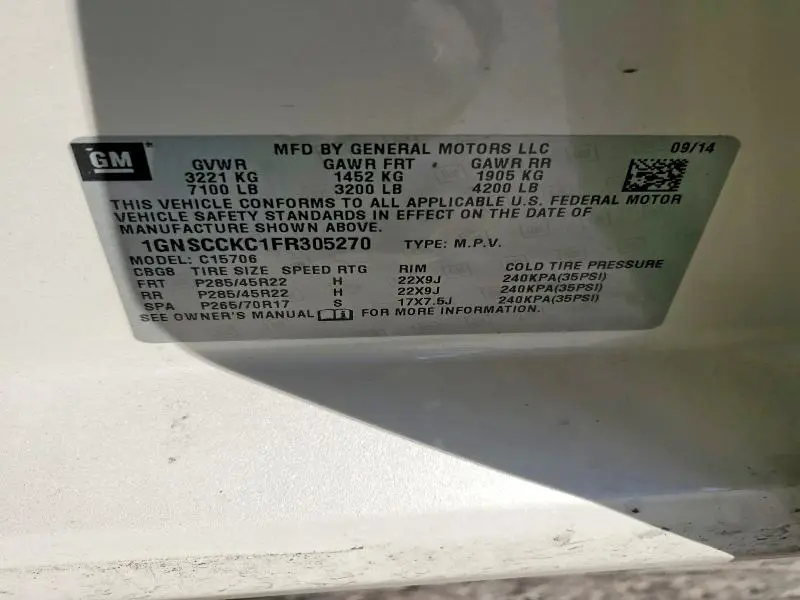 GM
MFD BY GENERAL MOTORS LLC 09/14
GVWR GAWR FRT GAWR RR
3221 KG 1452 KG 1905 KG
7100 LB 3200 LB 4200 LB
THIS VEHICLE CONFORMS TO ALL APPLICABLE U.S. FEDERAL MOTOR
VEHICLE SAFETY STANDARDS IN EFFECT ON THE DATE OF
MANUFACTURE SHOWN ABOVE.
1GNSCCKC1FR305270 TYPE: M.P.V.
MODEL: C15706
CBG8 TIRE SIZE SPEED RTG RIM COLD TIRE PRESSURE
FRT P285/45R22 H 22X9J 240KPA(35PSI)
RR P285/45R22 H 22X9J 240KPA(35PSI)
SPA P265/70R17 S 17X7.5J 240KPA(35PSI)
SEE OWNER'S MANUAL FOR MORE INFORMATION.